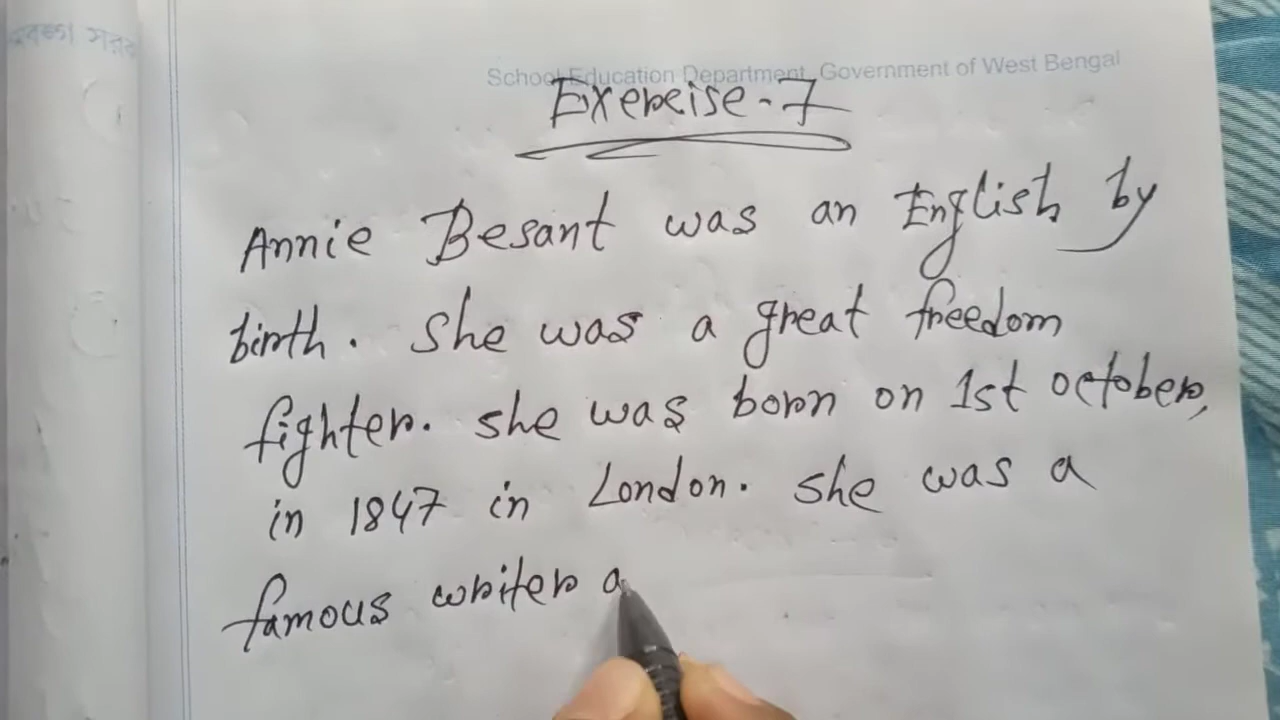 School Education Department, Government of West Bengal
Exercise-7
Annie Besant was an English by
birth. She was a great freedom
fighter. she was born on 1st october,
in 1847 in London. she was a
famous writer a